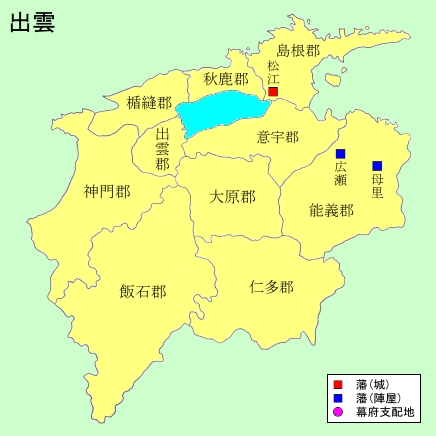 出雲
島根郡
松江
秋鹿郡
楯縫郡
出雲郡
意宇郡
広瀬
母里
神門郡
大原郡
能義郡
飯石郡
仁多郡
藩(城)
藩(陣屋)
幕府支配地